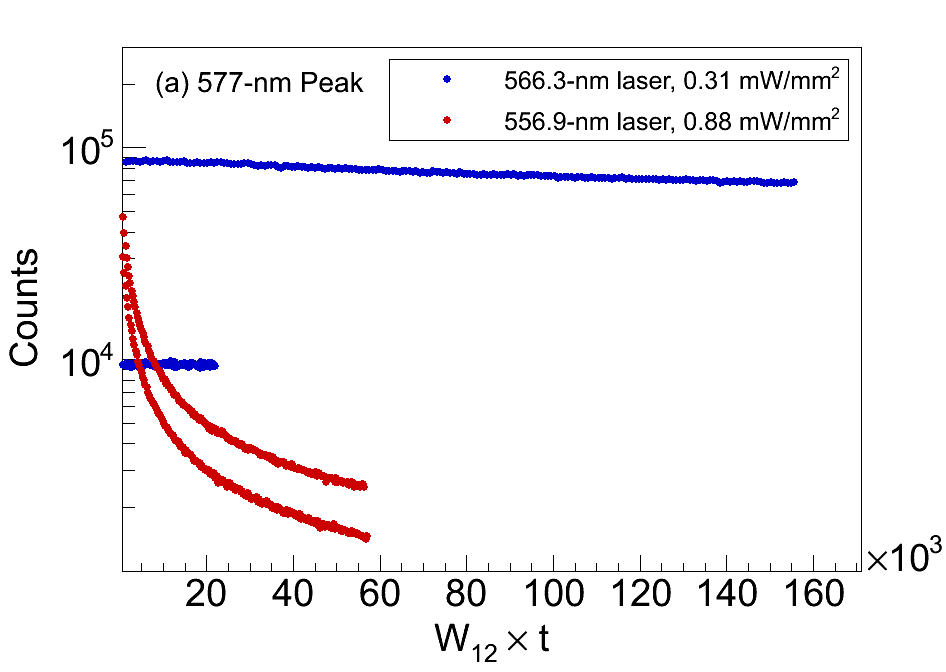 (a) 577-nm Peak
566.3-nm laser, 0.31 mW/mm²
556.9-nm laser, 0.88 mW/mm²
Counts
10⁵
10⁴
20 40 60 80 100 120 140 160
×10³
W₁₂ × t